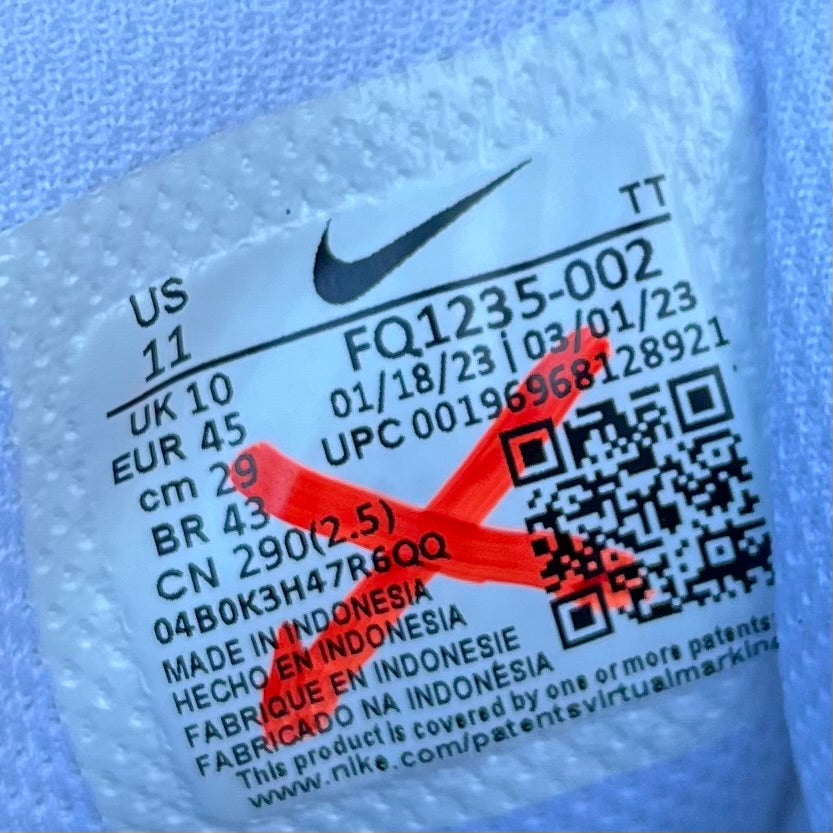 TT
US
11
UK 10
EUR 45
cm 29
BR 43
CN 290(2.5)
FQ1235-002
01/18/23 | 03/01/23
UPC 00196968128921
04B0K3H47R6QQ
MADE IN INDONESIA
HECHO EN INDONESIA
FABRIQUE EN INDONESIE
FABRICADO NA INDONÉSIA
This product is covered by one or more patents
www.nike.com/patentsvirtualmarkin